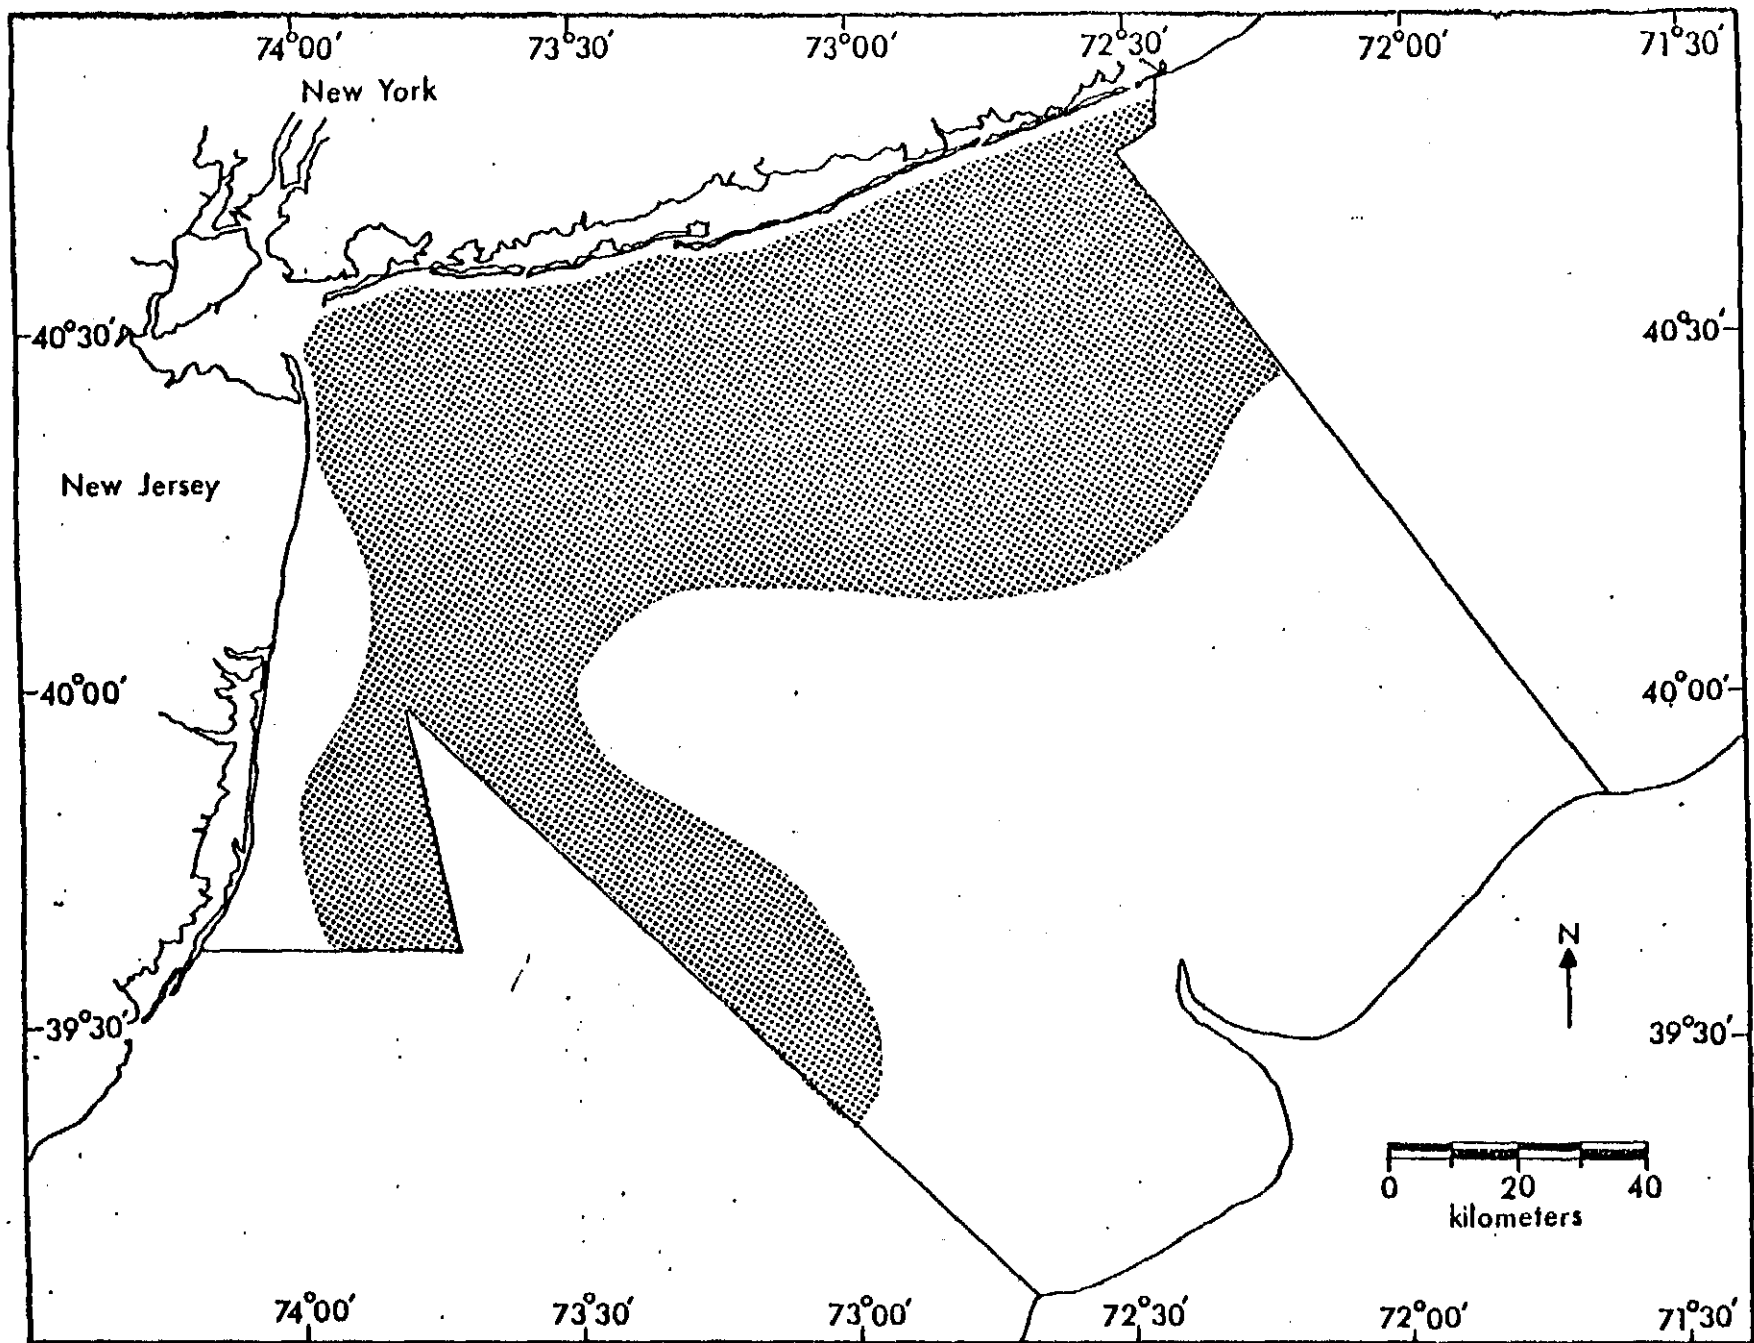 74°00′ 73°30′ 73°00′ 72°30′ 72°00′ 71°30′
New York
40°30′ 40°30′
New Jersey
40°00′ 40°00′
N
39°30′ 39°30′
0 20 40
kilometers
74°00′ 73°30′ 73°00′ 72°30′ 72°00′ 71°30′